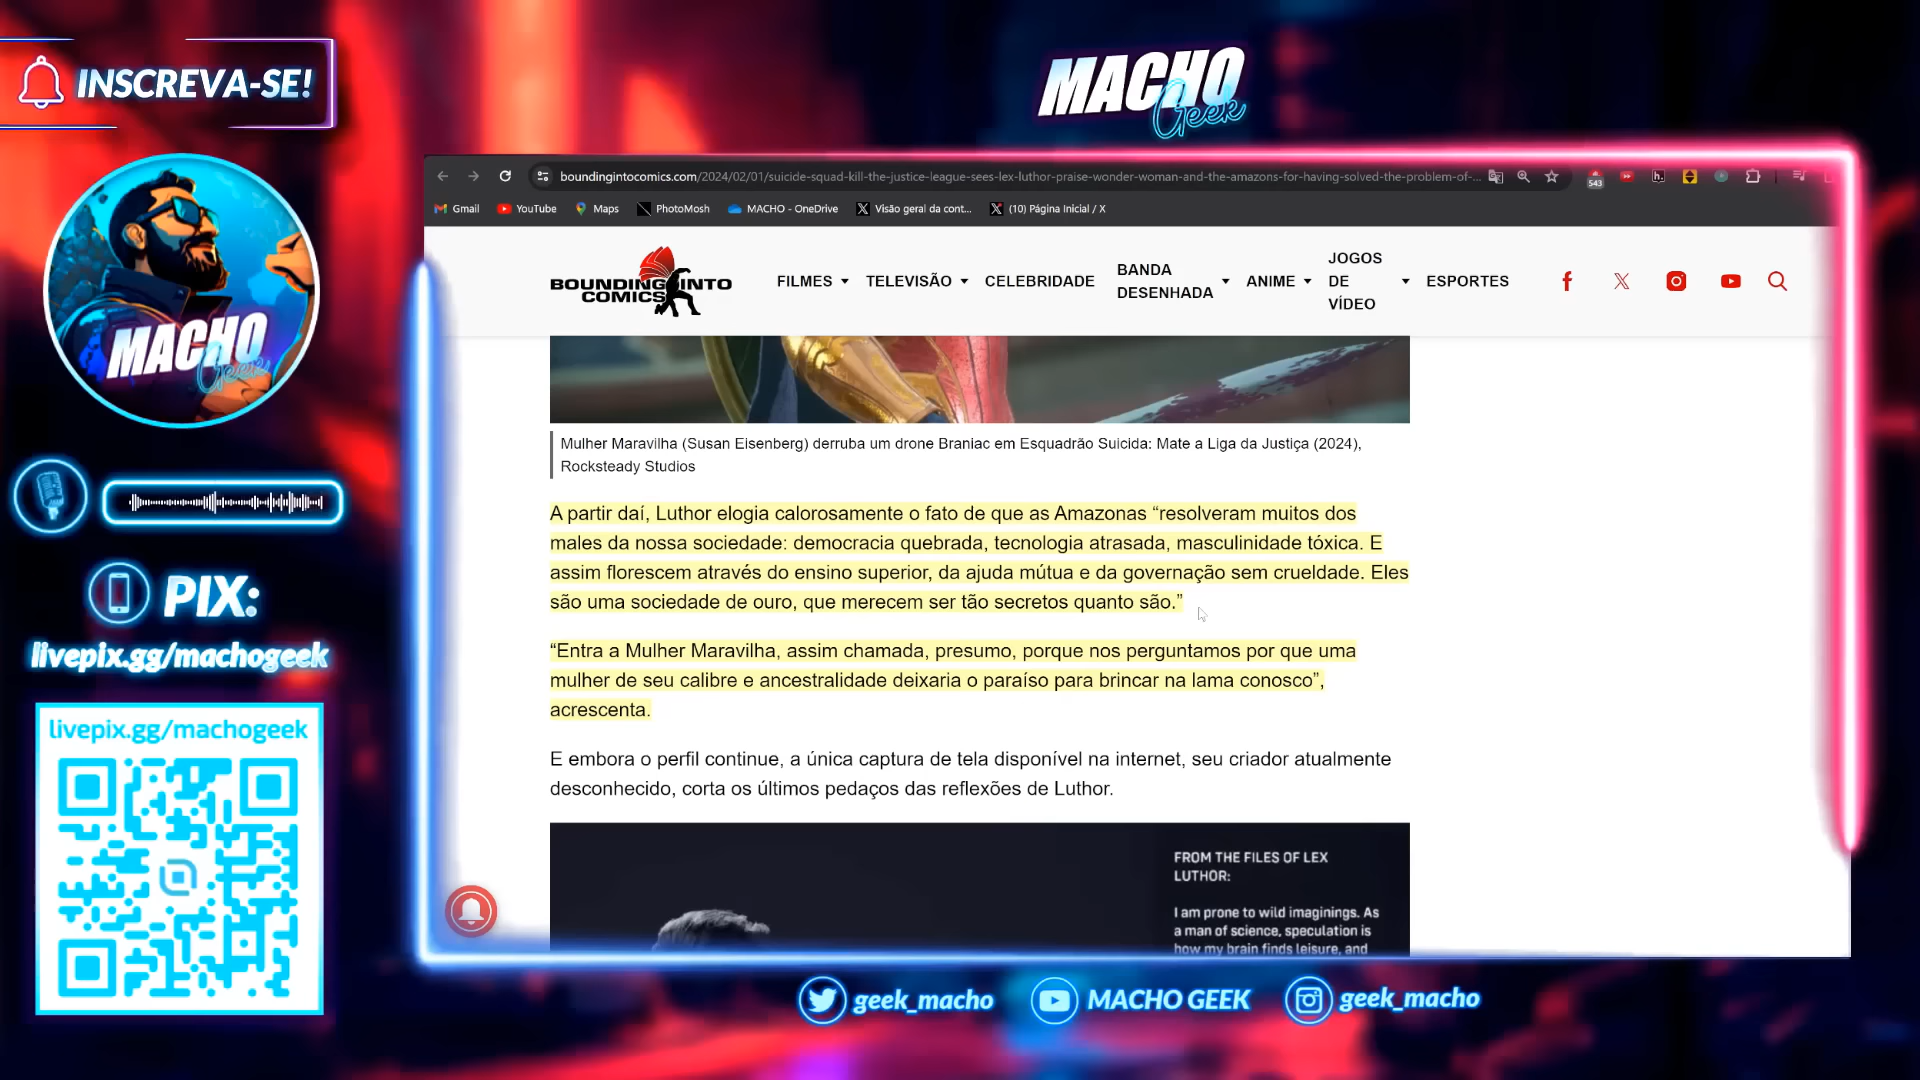 INSCREVA-SE!
MACHO
Geek
boundingintocomics.com/2024/02/01/suicide-squad-kill-the-justice-league-sees-lex-luthor-praise-wonder-woman-and-the-amazons-for-having-solved-the-problem-of-...
543
Gmail YouTube Maps PhotoMosh MACHO - OneDrive Visão geral da cont... (10) Página Inicial / X
BOUNDING INTO
COMICS
FILMES TELEVISÃO CELEBRIDADE BANDA DESENHADA ANIME JOGOS DE VÍDEO ESPORTES
MACHO
Geek
Mulher Maravilha (Susan Eisenberg) derruba um drone Braniac em Esquadrão Suicida: Mate a Liga da Justiça (2024),
Rocksteady Studios
A partir daí, Luthor elogia calorosamente o fato de que as Amazonas “resolveram muitos dos
males da nossa sociedade: democracia quebrada, tecnologia atrasada, masculinidade tóxica. E
assim florescem através do ensino superior, da ajuda mútua e da governação sem crueldade. Eles
são uma sociedade de ouro, que merecem ser tão secretos quanto são.”
“Entra a Mulher Maravilha, assim chamada, presumo, porque nos perguntamos por que uma
mulher de seu calibre e ancestralidade deixaria o paraíso para brincar na lama conosco”,
acrescenta.
E embora o perfil continue, a única captura de tela disponível na internet, seu criador atualmente
desconhecido, corta os últimos pedaços das reflexões de Luthor.
FROM THE FILES OF LEX
LUTHOR:
I am prone to wild imaginings. As
a man of science, speculation is
how my brain finds leisure, and
PIX:
livepix.gg/machogeek
livepix.gg/machogeek
geek_macho MACHO GEEK geek_macho